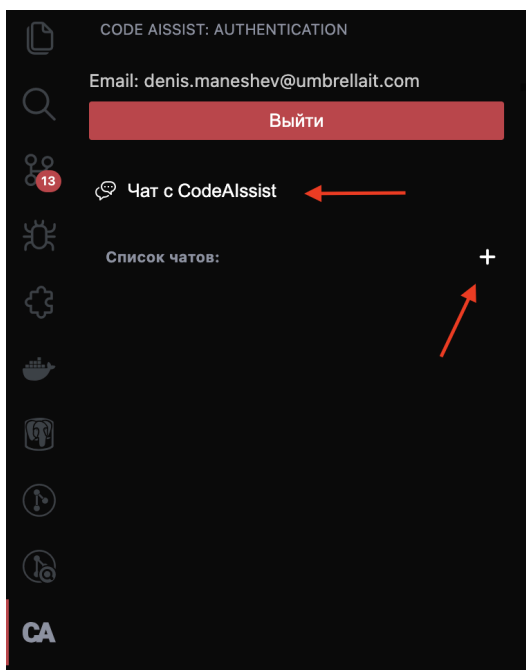 CODE AISSIST: AUTHENTICATION
Email: denis.maneshev@umbrellait.com
Выйти
13
Чат с CodeAIssist
Список чатов:
CA